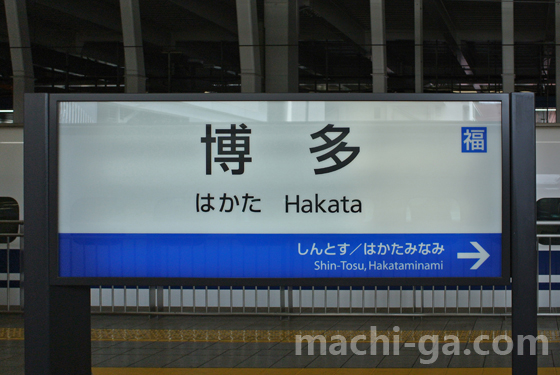 博多
福
はかた Hakata
しんとす／はかたみなみ
Shin-Tosu, Hakataminami
machi-ga.com